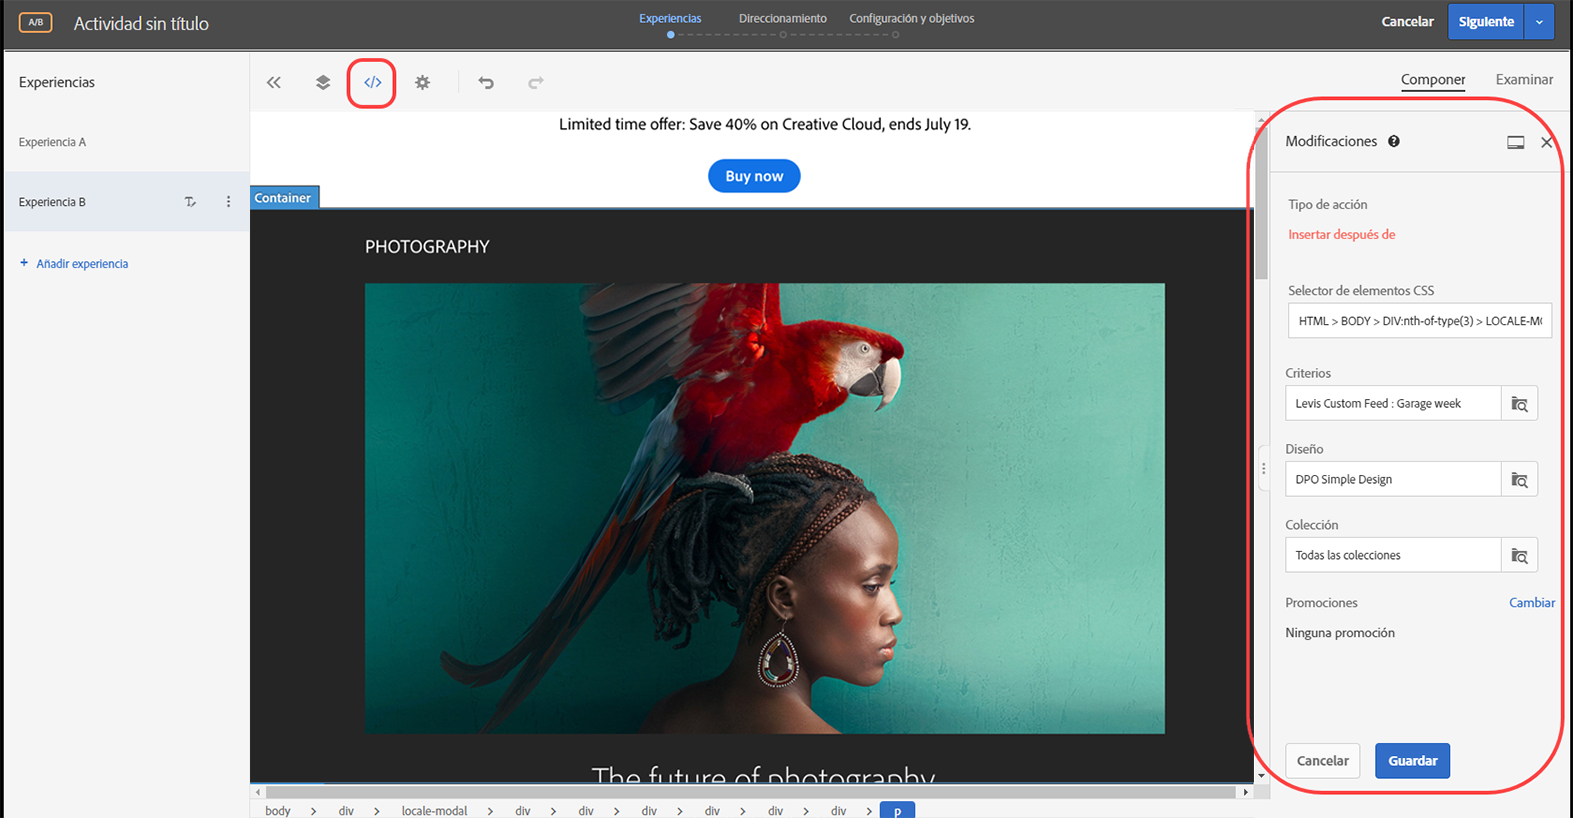 A/B
Actividad sin título
Experiencias
Direccionamiento
Configuración y objetivos
Cancelar
Siguiente
Experiencias
</>
Componer
Examinar
Experiencia A
Experiencia B
+ Añadir experiencia
Limited time offer: Save 40% on Creative Cloud, ends July 19.
Buy now
Container
PHOTOGRAPHY
The future of photography
Modificaciones ?
Tipo de acción
Insertar después de
Selector de elementos CSS
HTML > BODY > DIV:nth-of-type(3) > LOCALE-MO
Criterios
Levis Custom Feed : Garage week
Diseño
DPO Simple Design
Colección
Todas las colecciones
Promociones
Cambiar
Ninguna promoción
Cancelar
Guardar
body > div > locale-modal > div > div > div > div > div > div > p